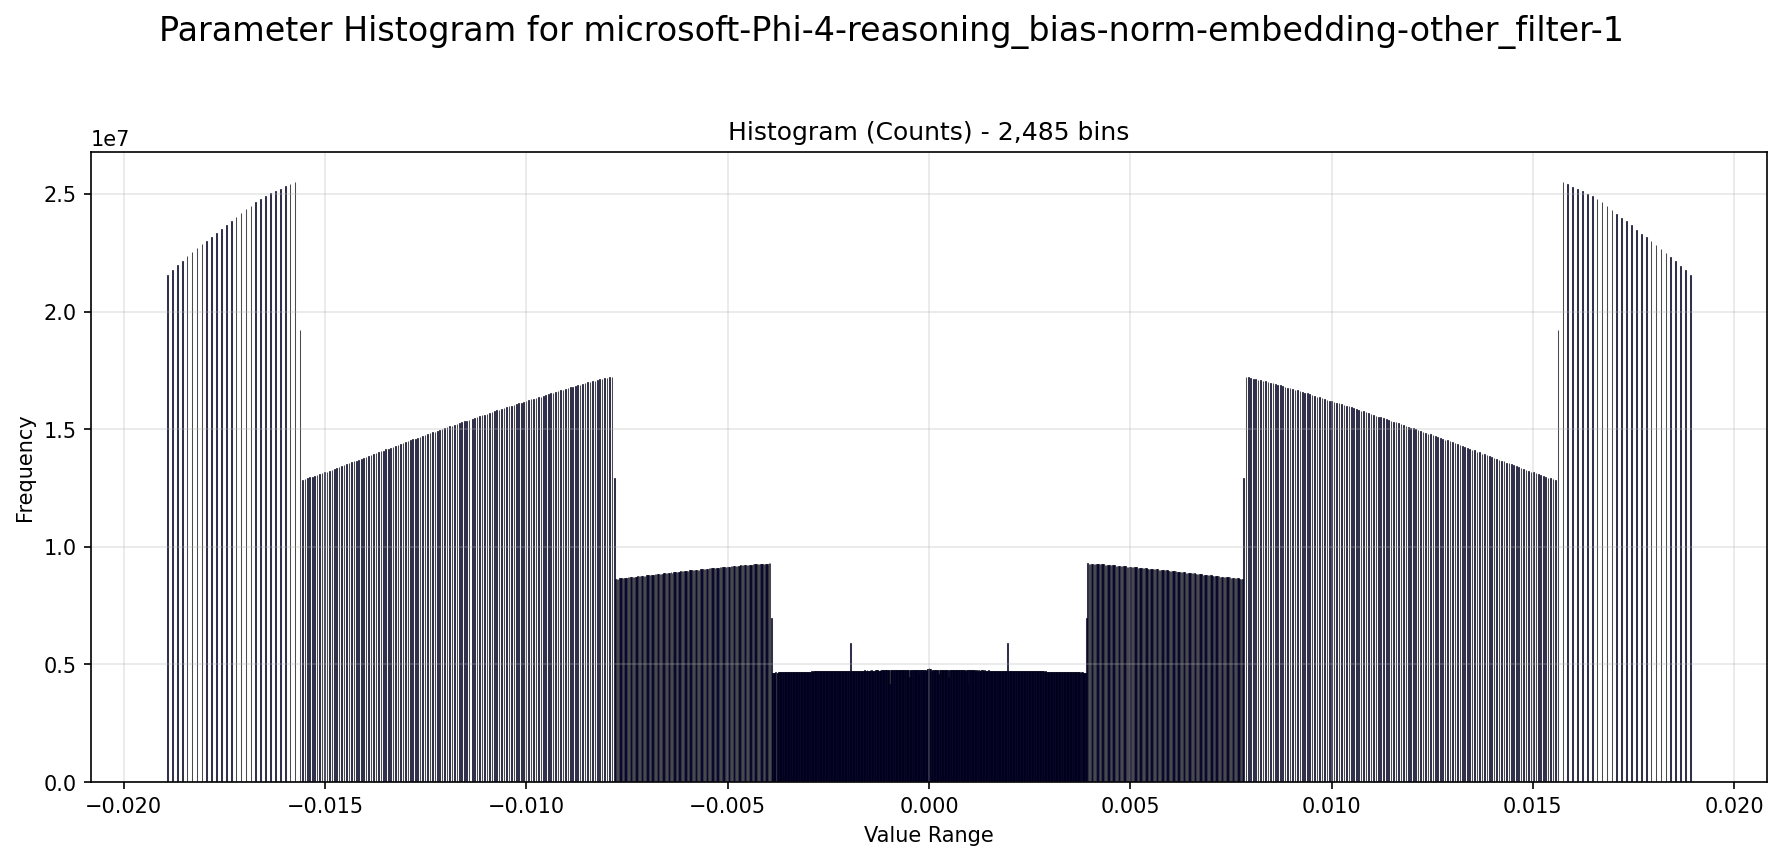 Parameter Histogram for microsoft-Phi-4-reasoning_bias-norm-embedding-other_filter-1
Histogram (Counts) - 2,485 bins
1e7
2.5
2.0
1.5
1.0
0.5
0.0
Frequency
−0.020 −0.015 −0.010 −0.005 0.000 0.005 0.010 0.015 0.020
Value Range